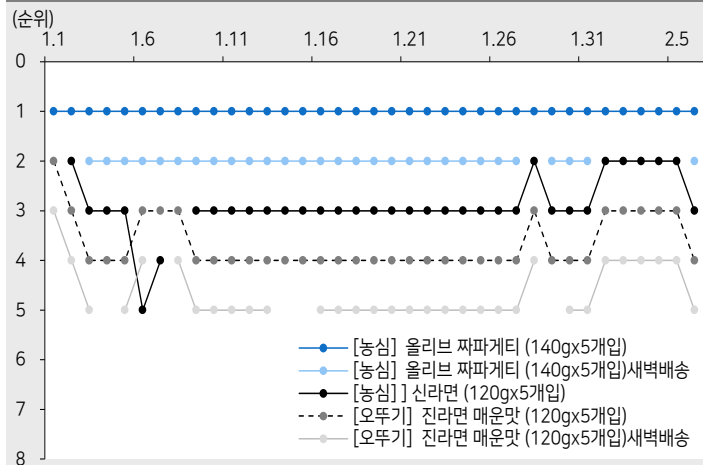 (순위)
1.1 1.6 1.11 1.16 1.21 1.26 1.31 2.5
0
1
2
3
4
5
6
7
8
[농심] 올리브 짜파게티 (140gx5개입)
[농심] 올리브 짜파게티 (140gx5개입)새벽배송
[농심] ] 신라면 (120gx5개입)
[오뚜기] 진라면 매운맛 (120gx5개입)
[오뚜기] 진라면 매운맛 (120gx5개입)새벽배송